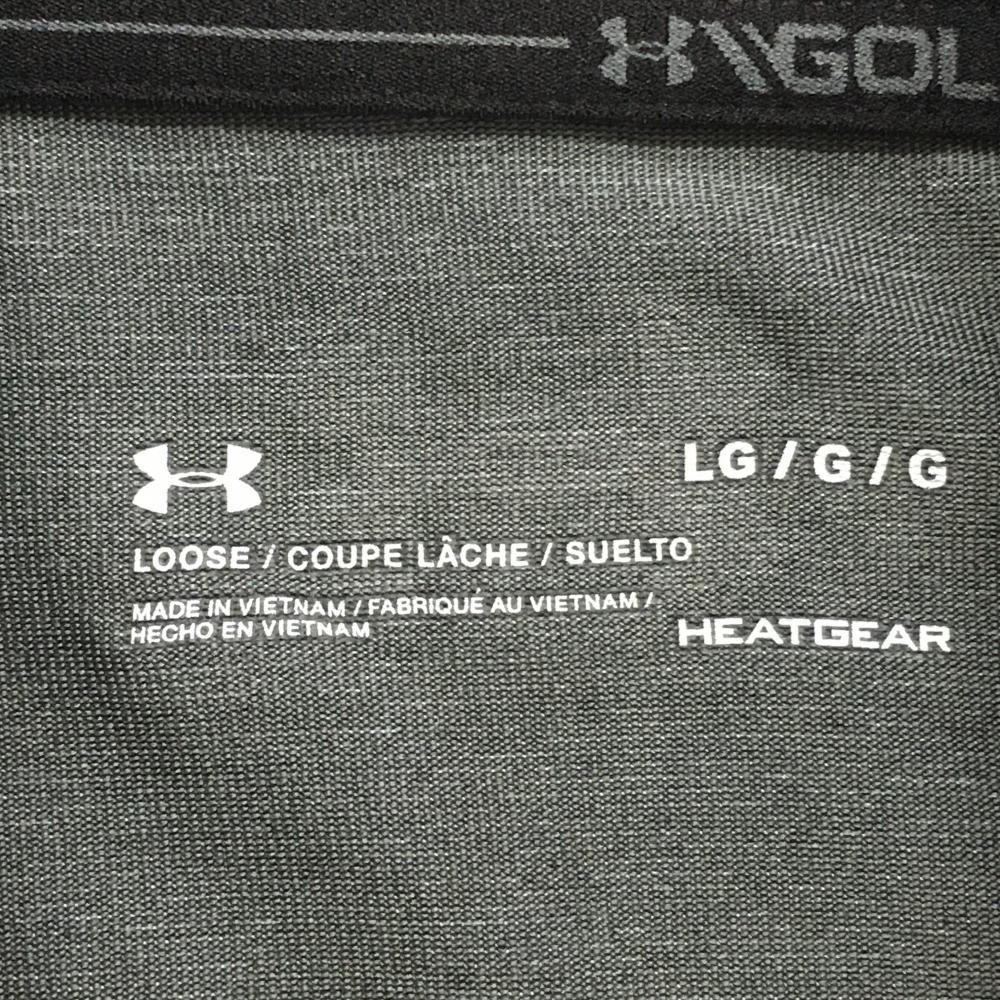 GOL
LG / G / G
LOOSE / COUPE LÂCHE / SUELTO
MADE IN VIETNAM / FABRIQUÉ AU VIETNAM /
HECHO EN VIETNAM
HEATGEAR